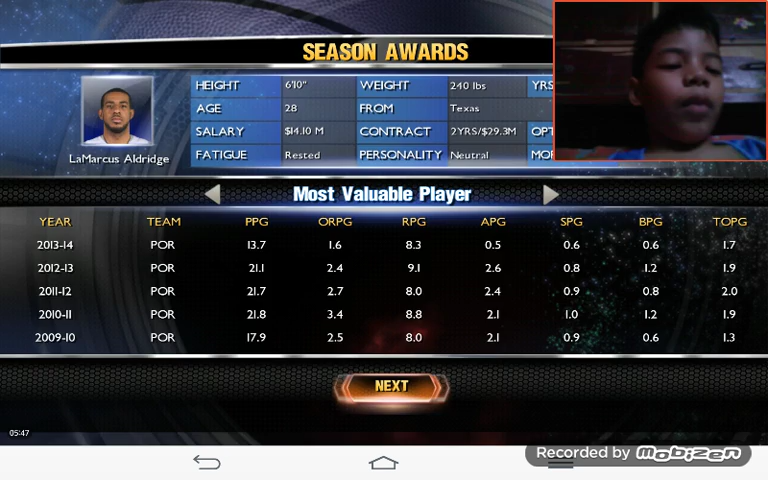 SEASON AWARDS
HEIGHT 6'10" WEIGHT 240 lbs YRS
AGE 28 FROM Texas
SALARY $14.10 M CONTRACT 2YRS/$29.3M OPT
FATIGUE Rested PERSONALITY Neutral MOR
LaMarcus Aldridge
Most Valuable Player
YEAR TEAM PPG ORPG RPG APG SPG BPG TOPG
2013-14 POR 13.7 1.6 8.3 0.5 0.6 0.6 1.7
2012-13 POR 21.1 2.4 9.1 2.6 0.8 1.2 1.9
2011-12 POR 21.7 2.7 8.0 2.4 0.9 0.8 2.0
2010-11 POR 21.8 3.4 8.8 2.1 1.0 1.2 1.9
2009-10 POR 17.9 2.5 8.0 2.1 0.9 0.6 1.3
NEXT
05:47
Recorded by mobizen